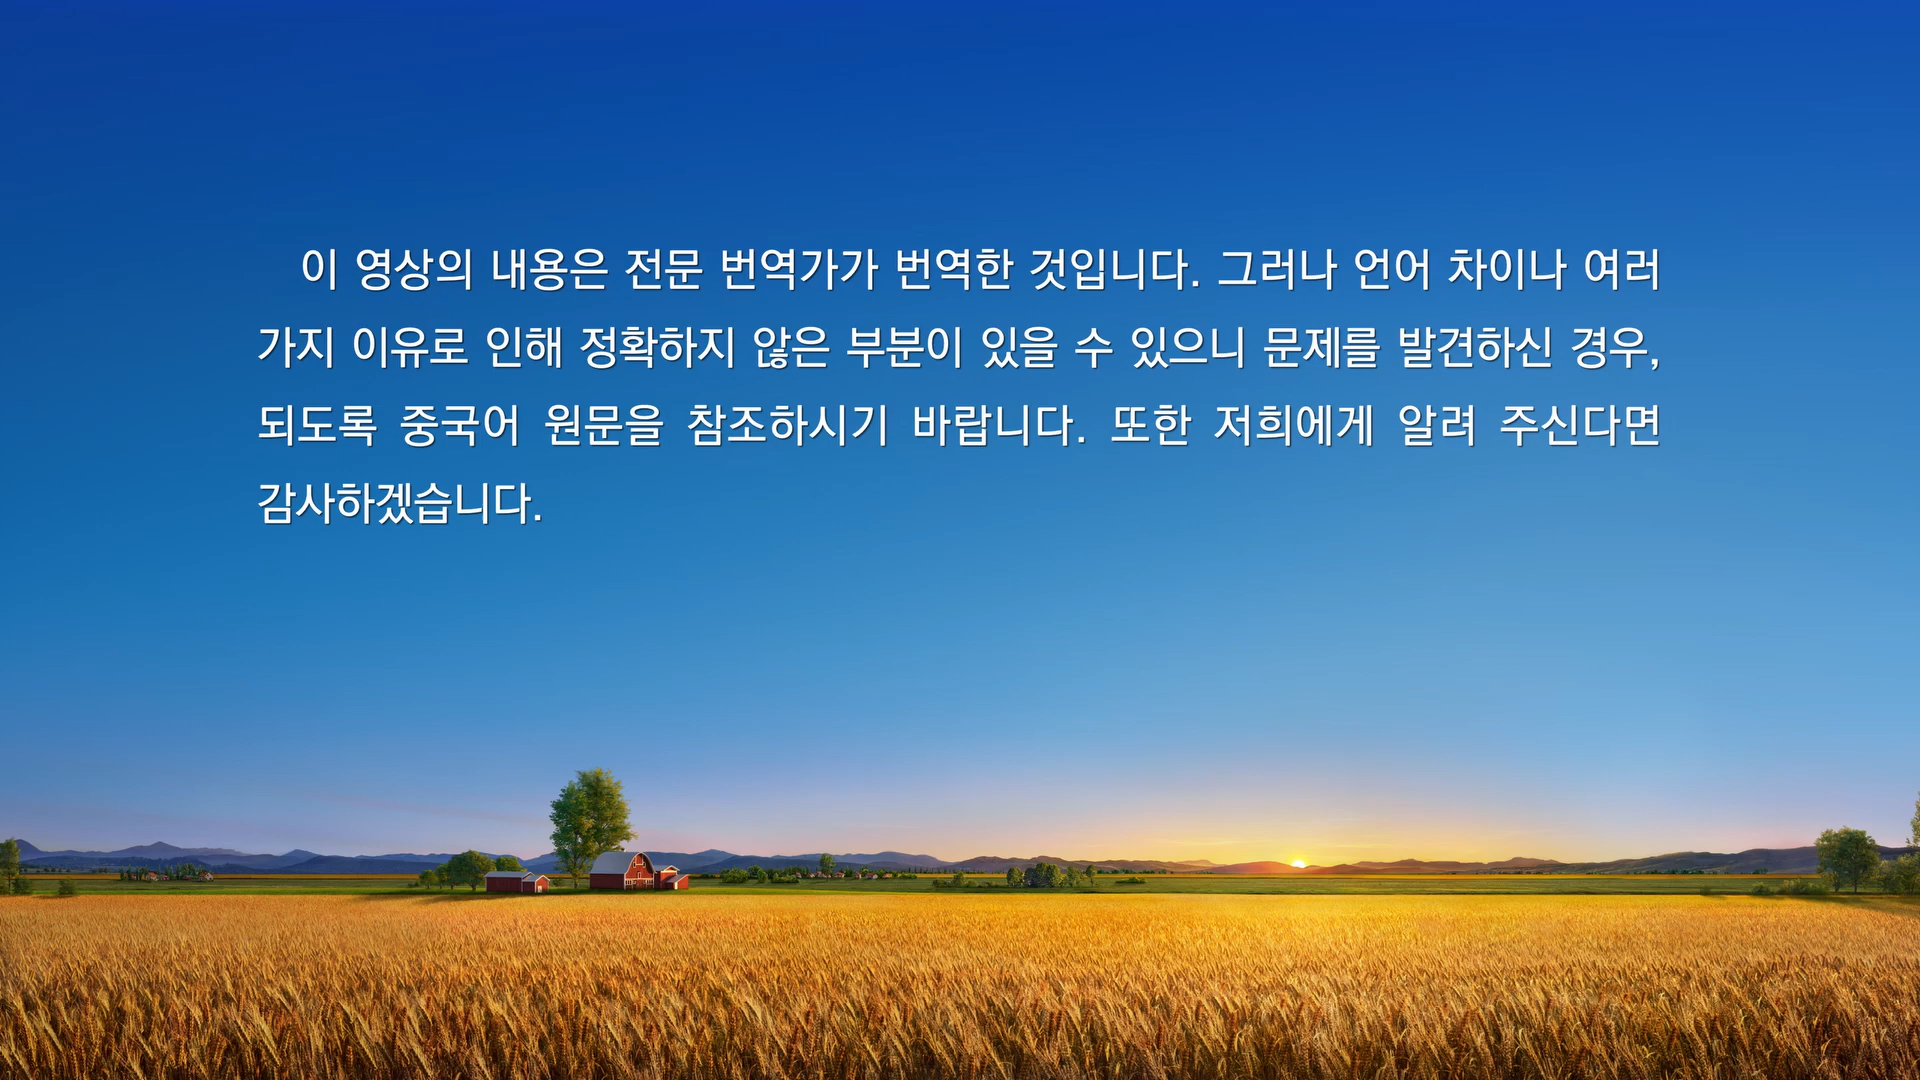 이 영상의 내용은 전문 번역가가 번역한 것입니다. 그러나 언어 차이나 여러
가지 이유로 인해 정확하지 않은 부분이 있을 수 있으니 문제를 발견하신 경우,
되도록 중국어 원문을 참조하시기 바랍니다. 또한 저희에게 알려 주신다면
감사하겠습니다.